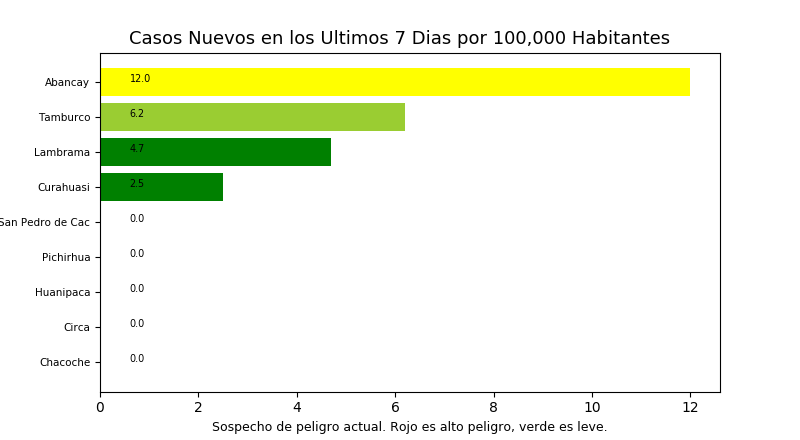 Casos Nuevos en los Ultimos 7 Dias por 100,000 Habitantes
Abancay 12.0
Tamburco 6.2
Lambrama 4.7
Curahuasi 2.5
San Pedro de Cac 0.0
Pichirhua 0.0
Huanipaca 0.0
Circa 0.0
Chacoche 0.0
0 2 4 6 8 10 12
Sospecho de peligro actual. Rojo es alto peligro, verde es leve.